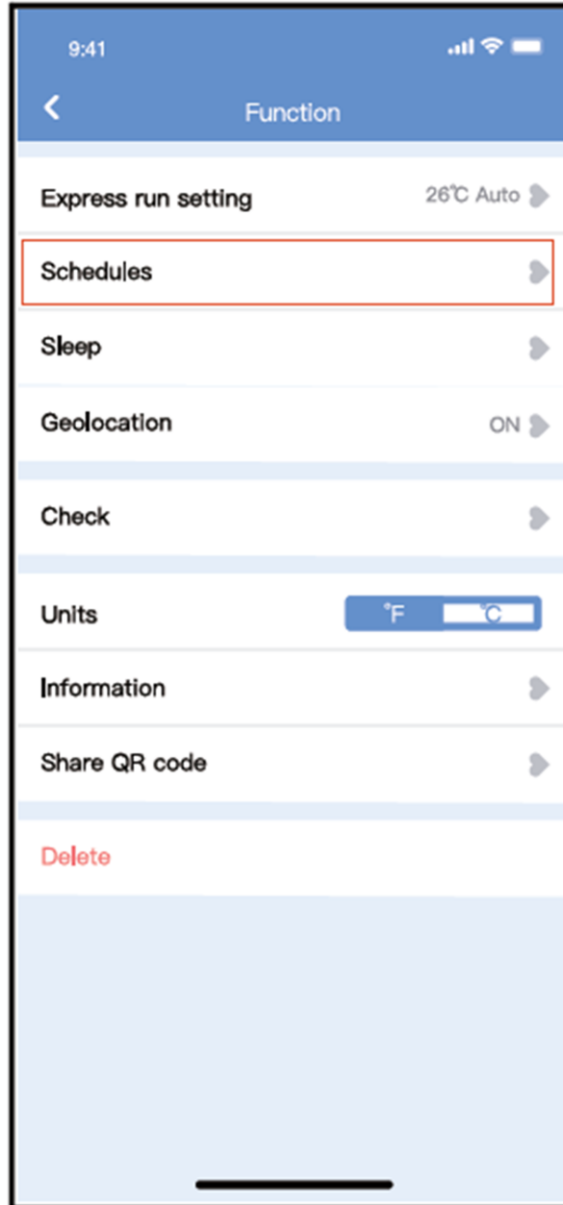 9:41
Function
Express run setting 26℃ Auto
Schedules
Sleep
Geolocation ON
Check
Units °F ℃
Information
Share QR code
Delete